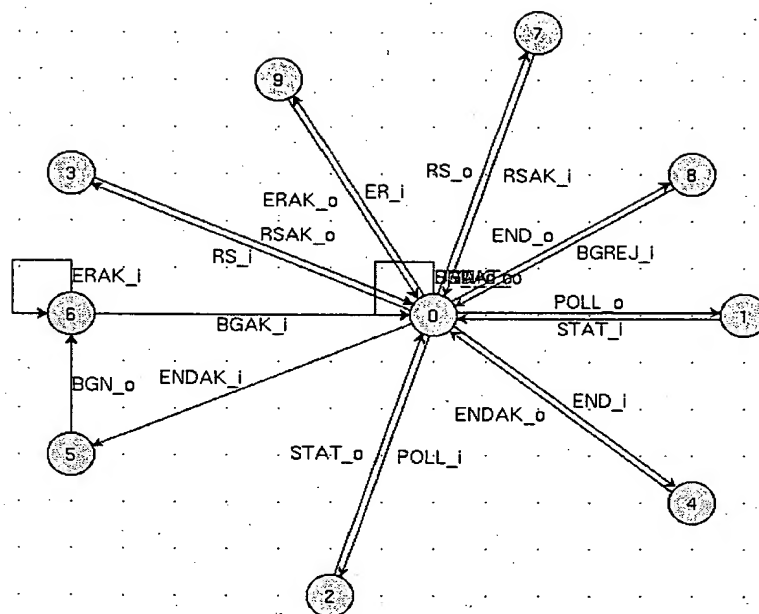 7
9
RS_o
RSAK_i
3
8
ERAK_o
ER_i
END_o
RSAK_o
BGREJ_i
RS_i
ERAK_i
POLL_o
6
0
1
BGAK_i
STAT_i
BGN_o
ENDAK_i
ENDAK_o
END_i
5
STAT_o
POLL_i
4
2